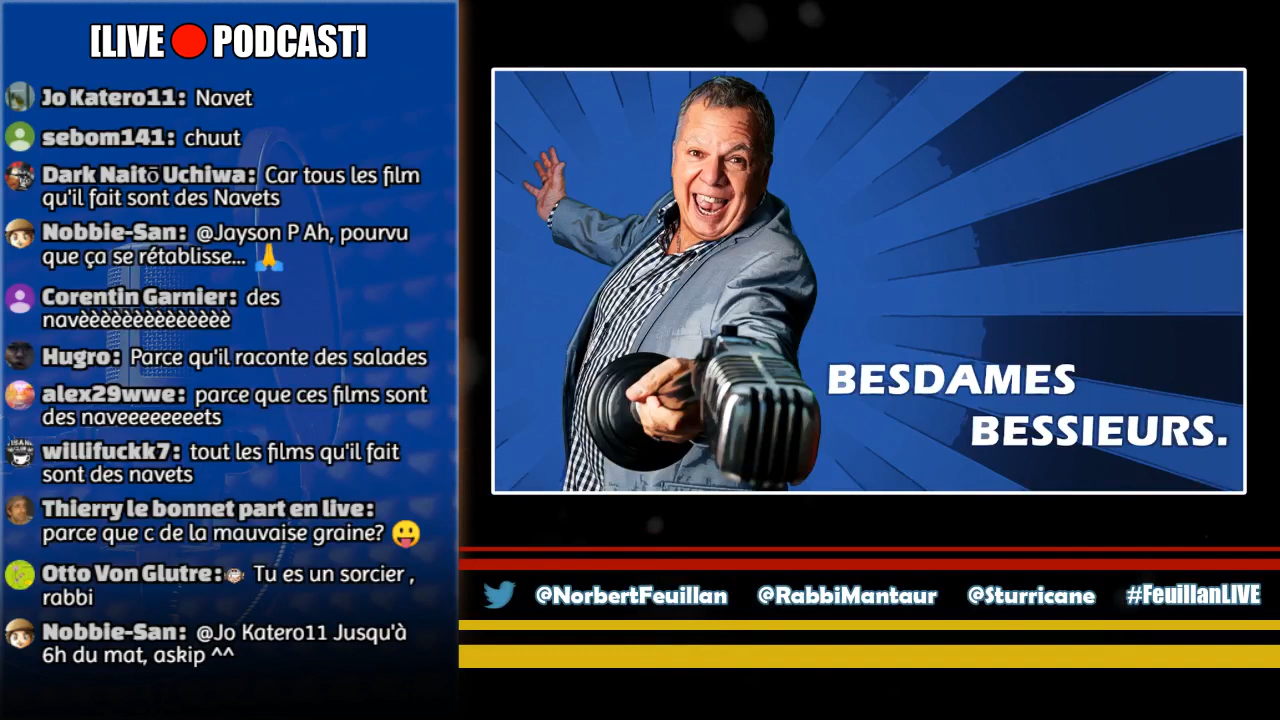 [LIVE PODCAST]
Jo Katero11: Navet
sebom141: chuut
Dark Naitō Uchiwa: Car tous les film
qu'il fait sont des Navets
Nobbie-San: @Jayson P Ah, pourvu
que ça se rétablisse... 🙏
Corentin Garnier: des
navèèèèèèèèèèèèèè
Hugro: Parce qu'il raconte des salades
alex29wwe: parce que ces films sont
des naveeeeeeets
willifuckk7: tout les films qu'il fait
sont des navets
Thierry le bonnet part en live:
parce que c de la mauvaise graine? 😛
Otto Von Glutre: Tu es un sorcier ,
rabbi
Nobbie-San: @Jo Katero11 Jusqu'à
6h du mat, askip ^^
BESDAMES
BESSIEURS.
@NorbertFeuillan @RabbiMantaur @Sturricane #FeuillanLIVE